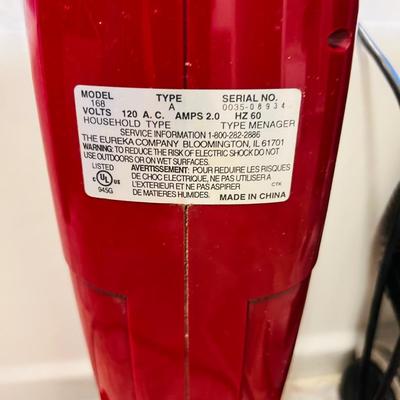 MODEL TYPE SERIAL NO.
168 A 0035-08934
VOLTS 120 A.C. AMPS 2.0 HZ 60
HOUSEHOLD TYPE TYPE MENAGER
SERVICE INFORMATION 1-800-282-2886
THE EUREKA COMPANY BLOOMINGTON, IL 61701
WARNING: TO REDUCE THE RISK OF ELECTRIC SHOCK DO NOT
USE OUTDOORS OR ON WET SURFACES.
LISTED
UL
C US
945G
AVERTISSEMENT: POUR REDUIRE LES RISQUES
DE CHOC ELECTRIQUE, NE PAS UTILISER A
L'EXTERIEUR ET NE PAS ASPIRER
DE MATIERES HUMIDES.
CTK
MADE IN CHINA